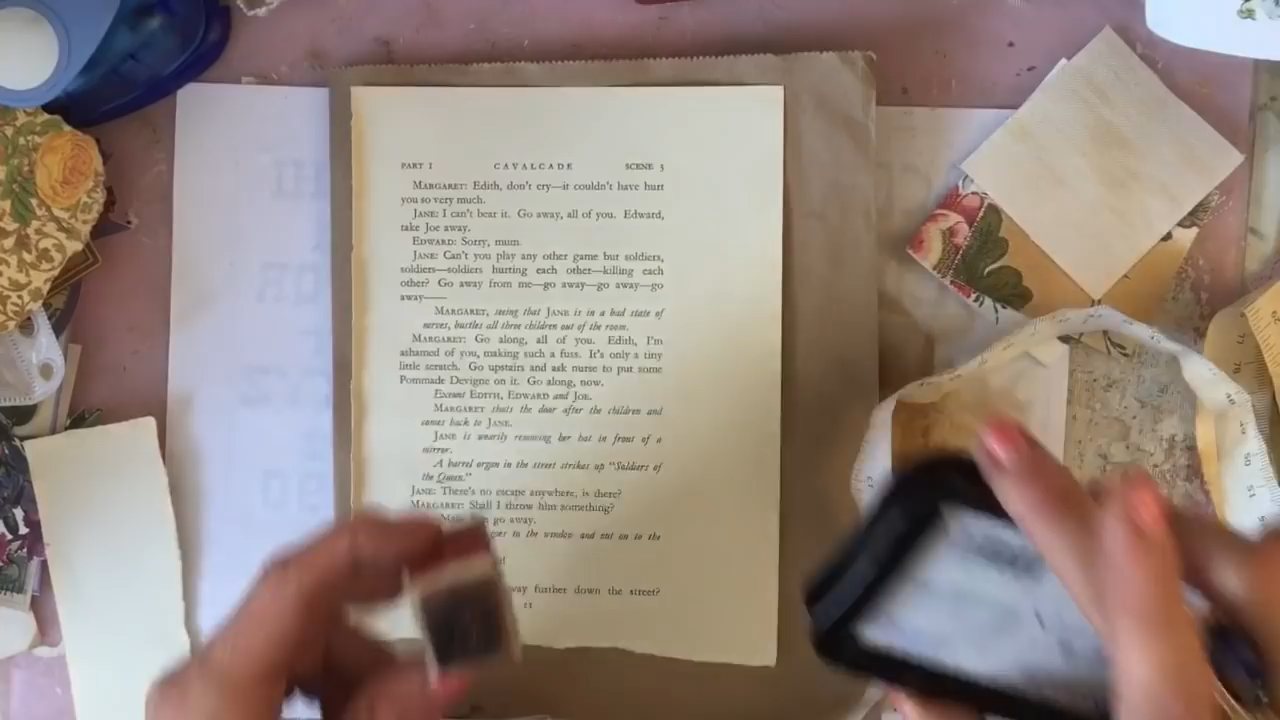 PART I CAVALCADE SCENE 3
MARGARET: Edith, don't cry—it couldn't have hurt
you so very much.
JANE: I can't bear it. Go away, all of you. Edward,
take Joe away.
EDWARD: Sorry, mum.
JANE: Can't you play any other game but soldiers,
soldiers—soldiers hurting each other—killing each
other? Go away from me—go away—go away—go
away——
MARGARET, seeing that JANE is in a bad state of
nerves, bustles all three children out of the room.
MARGARET: Go along, all of you. Edith, I'm
ashamed of you, making such a fuss. It's only a tiny
little scratch. Go upstairs and ask nurse to put some
Pommade Devigne on it. Go along, now.
Exeunt EDITH, EDWARD and JOE.
MARGARET shuts the door after the children and
comes back to JANE.
JANE is wearily removing her hat in front of a
mirror.
A barrel organ in the street strikes up "Soldiers of
the Queen."
JANE: There's no escape anywhere, is there?
MARGARET: Shall I throw him something?
go away.
goes to the window and out on to the
way further down the street?
11